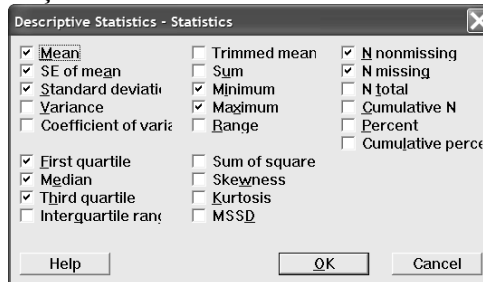 Descriptive Statistics - Statistics
Mean
SE of mean
Standard deviati
Variance
Coefficient of varia
First quartile
Median
Third quartile
Interquartile ran
Trimmed mean
Sum
Minimum
Maximum
Range
Sum of square
Skewness
Kurtosis
MSSD
N nonmissing
N missing
N total
Cumulative N
Percent
Cumulative perce
Help
OK
Cancel